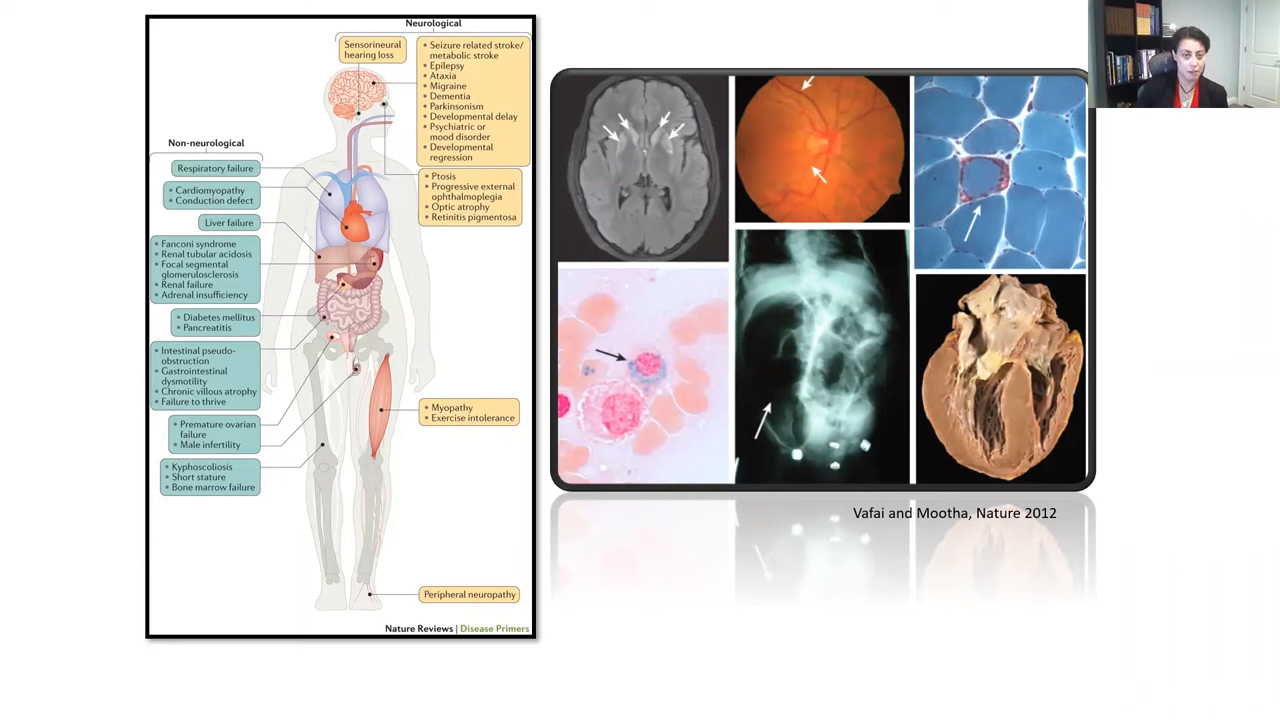 Neurological
Sensorineural
hearing loss
• Seizure related stroke/
metabolic stroke
• Epilepsy
• Ataxia
• Migraine
• Dementia
• Parkinsonism
• Developmental delay
• Psychiatric or
mood disorder
• Developmental
regression
• Ptosis
• Progressive external
ophthalmoplegia
• Optic atrophy
• Retinitis pigmentosa
Non-neurological
Respiratory failure
• Cardiomyopathy
• Conduction defect
Liver failure
• Fanconi syndrome
• Renal tubular acidosis
• Focal segmental
glomerulosclerosis
• Renal failure
• Adrenal insufficiency
• Diabetes mellitus
• Pancreatitis
• Intestinal pseudo-
obstruction
• Gastrointestinal
dysmotility
• Chronic villous atrophy
• Failure to thrive
• Premature ovarian
failure
• Male infertility
• Kyphoscoliosis
• Short stature
• Bone marrow failure
• Myopathy
• Exercise intolerance
Peripheral neuropathy
Nature Reviews | Disease Primers
Vafai and Mootha, Nature 2012